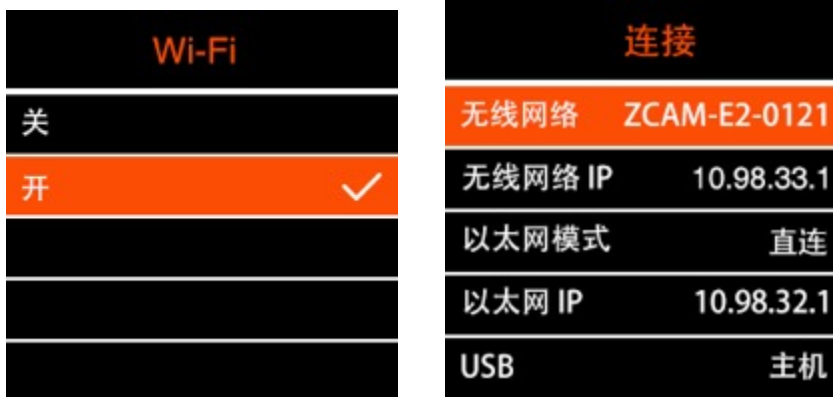 Wi-Fi
关
开
连接
无线网络 ZCAM-E2-0121
无线网络 IP 10.98.33.1
以太网模式 直连
以太网 IP 10.98.32.1
USB 主机